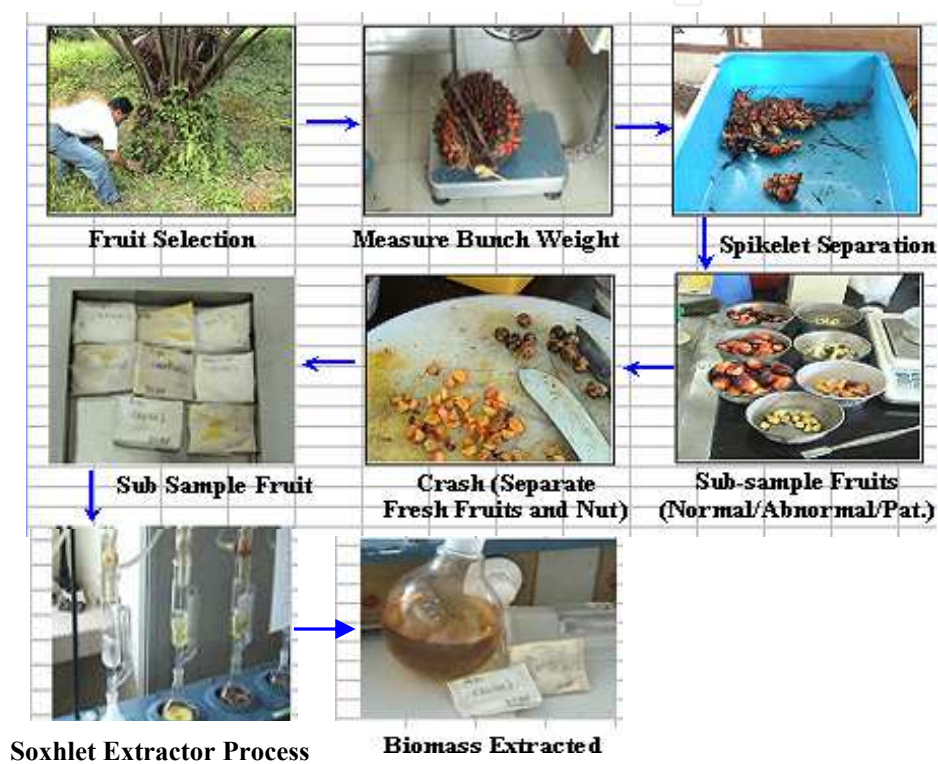 Fruit Selection
Measure Bunch Weight
Spikelet Separation
Sub-sample Fruits
(Normal/Abnormal/Pat.)
Crash (Separate
Fresh Fruits and Nut)
Sub Sample Fruit
Soxhlet Extractor Process
Biomass Extracted